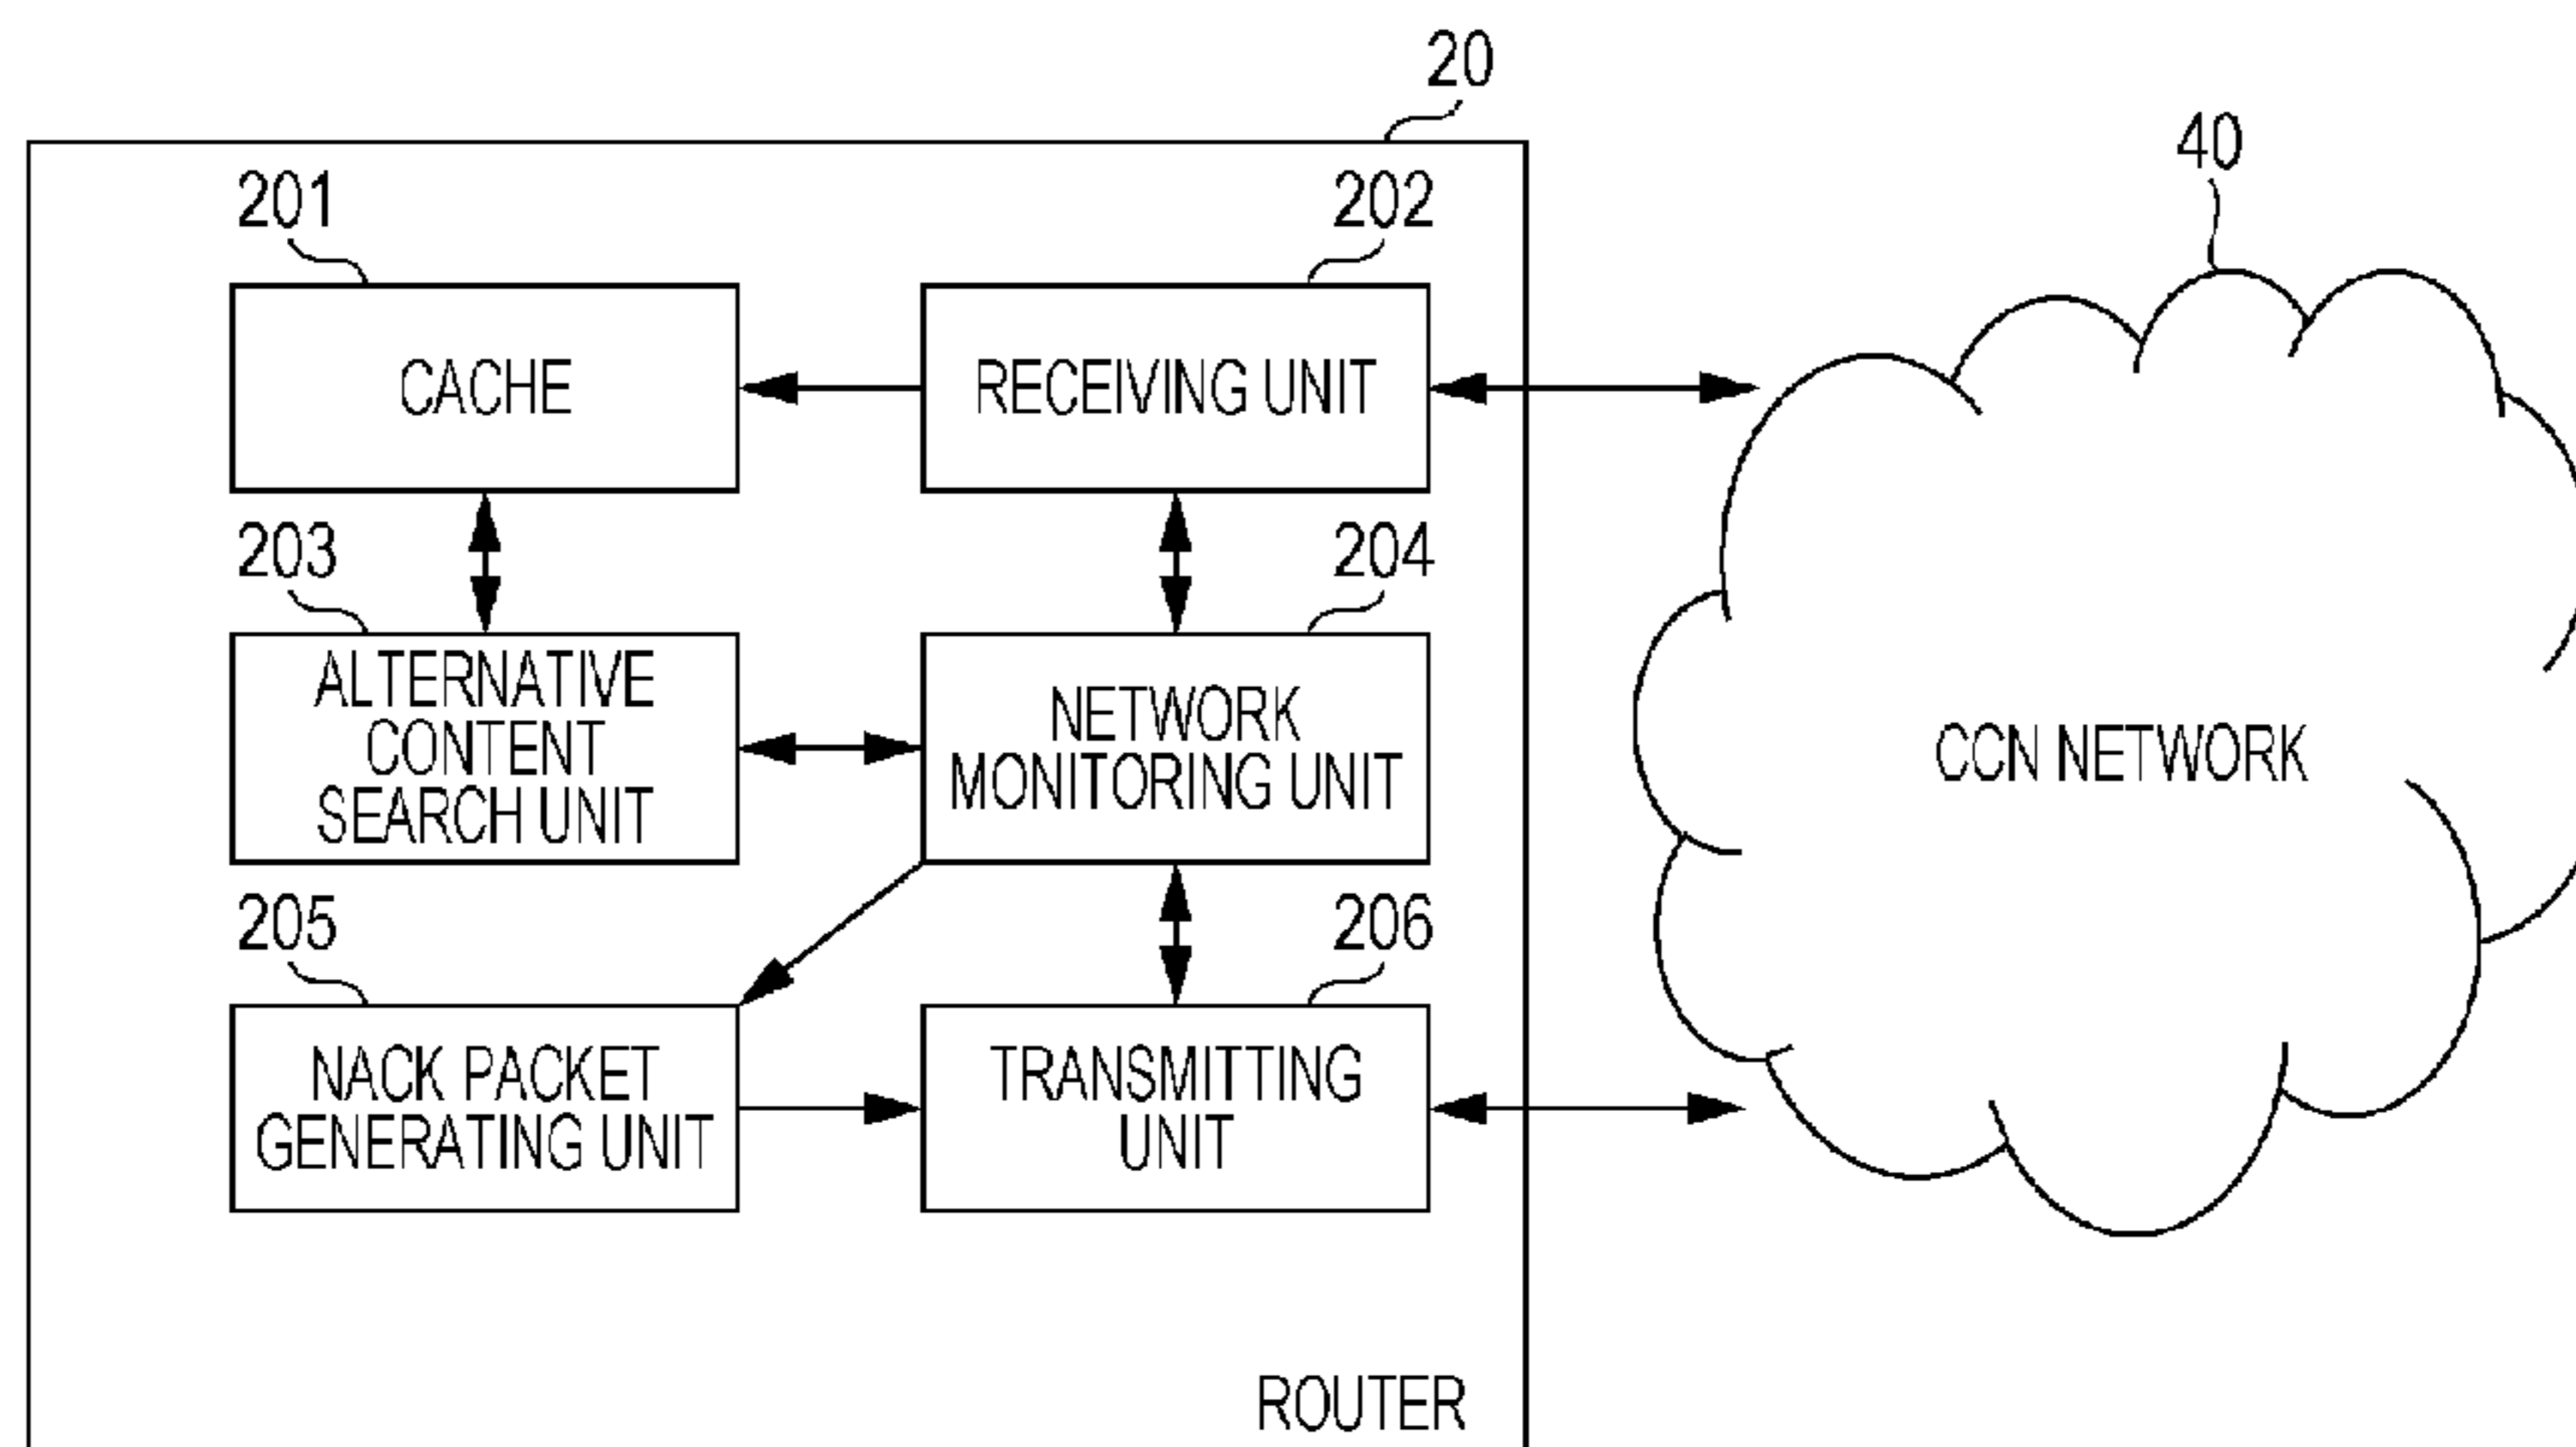 20
40
201
202
CACHE
RECEIVING UNIT
203
204
ALTERNATIVE
CONTENT
SEARCH UNIT
NETWORK
MONITORING UNIT
CCN NETWORK
205
206
NACK PACKET
GENERATING UNIT
TRANSMITTING
UNIT
ROUTER